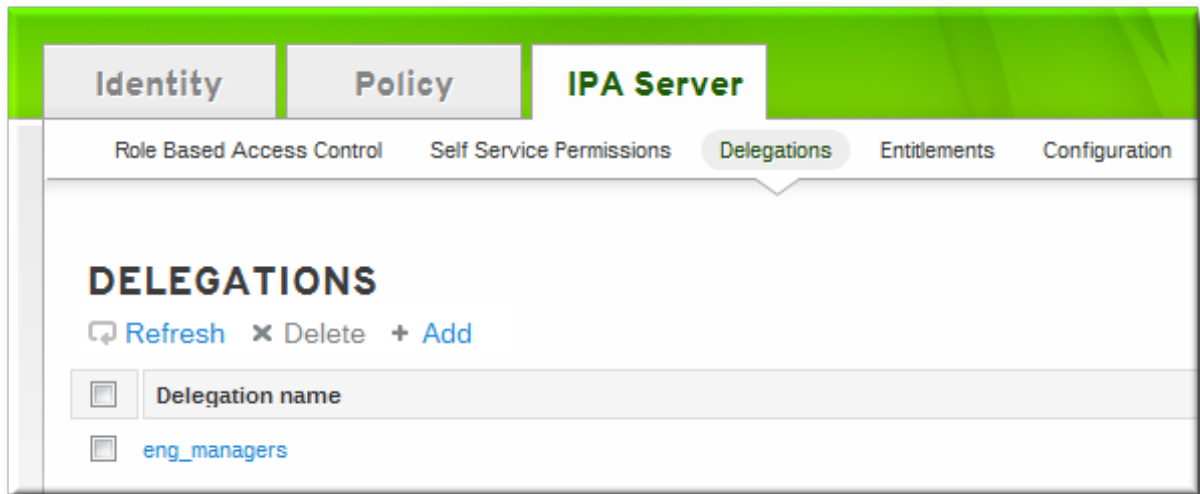 Identity Policy IPA Server
Role Based Access Control Self Service Permissions Delegations Entitlements Configuration
DELEGATIONS
Refresh Delete Add
Delegation name
eng_managers